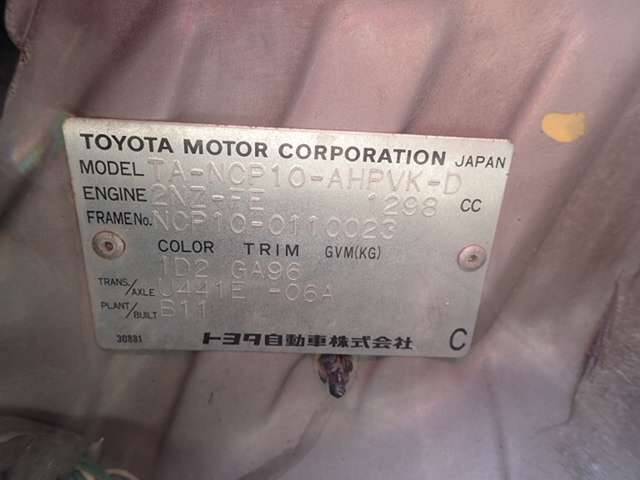 TOYOTA MOTOR CORPORATION JAPAN
MODEL TA-NCP10-AHPVK-D
ENGINE 2NZ-FE 1298 CC
FRAME No. NCP10-0110023
COLOR TRIM GVM(KG)
1D2 GA96
TRANS./AXLE U441E -06A
PLANT/BUILT B11
30881 トヨタ自動車株式会社 C